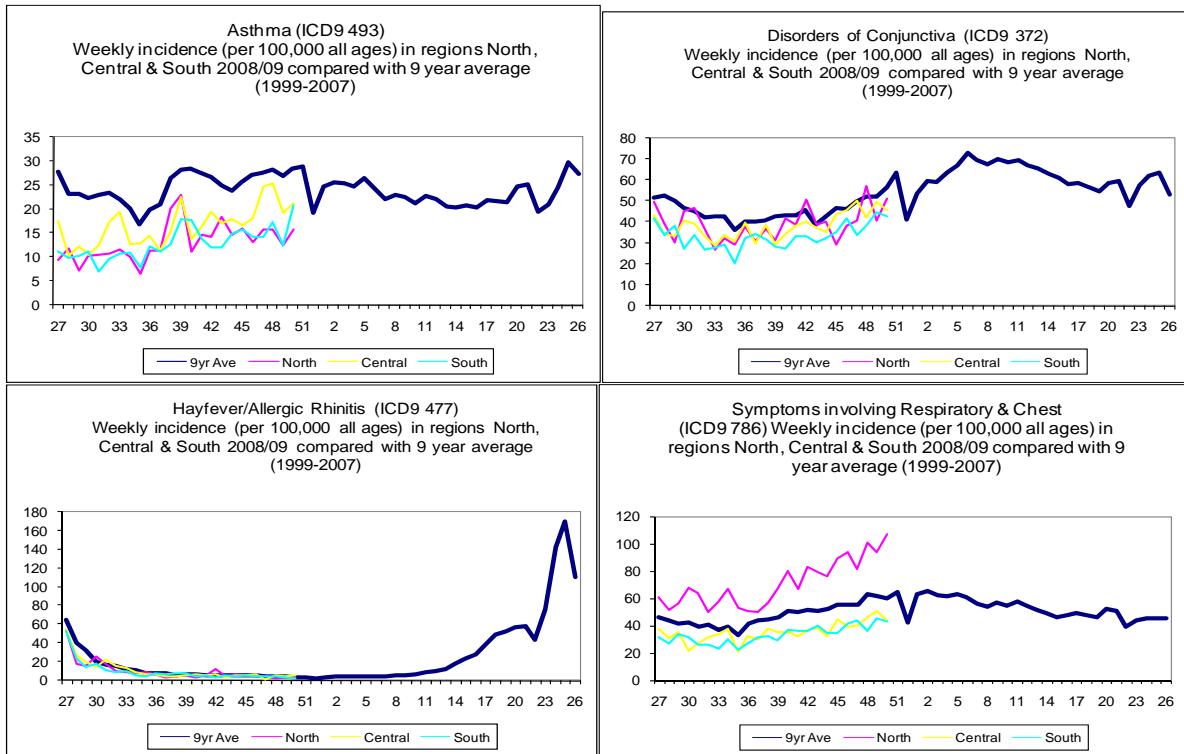 Asthma (ICD9 493)
Weekly incidence (per 100,000 all ages) in regions North,
Central & South 2008/09 compared with 9 year average
(1999-2007)
35
30
25
20
15
10
5
0
27 30 33 36 39 42 45 48 51 2 5 8 11 14 17 20 23 26
9yr Ave North Central South
Disorders of Conjunctiva (ICD9 372)
Weekly incidence (per 100,000 all ages) in regions North,
Central & South 2008/09 compared with 9 year average
(1999-2007)
80
70
60
50
40
30
20
10
0
27 30 33 36 39 42 45 48 51 2 5 8 11 14 17 20 23 26
9yr Ave North Central South
Hayfever/Allergic Rhinitis (ICD9 477)
Weekly incidence (per 100,000 all ages) in regions North,
Central & South 2008/09 compared with 9 year average
(1999-2007)
180
160
140
120
100
80
60
40
20
0
27 30 33 36 39 42 45 48 51 2 5 8 11 14 17 20 23 26
9yr Ave North Central South
Symptoms involving Respiratory & Chest
(ICD9 786) Weekly incidence (per 100,000 all ages) in
regions North, Central & South 2008/09 compared with 9
year average (1999-2007)
120
100
80
60
40
20
0
27 30 33 36 39 42 45 48 51 2 5 8 11 14 17 20 23 26
9yr Ave North Central South